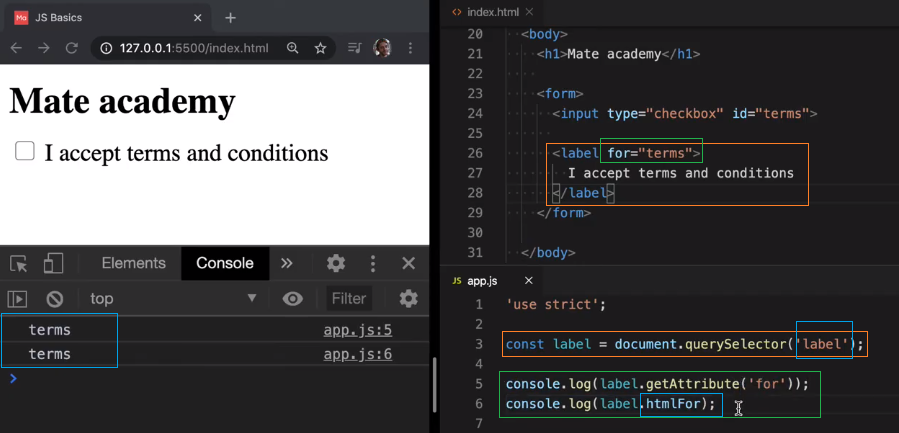 Ma JS Basics
127.0.0.1:5500/index.html
Mate academy
I accept terms and conditions
Elements Console »
top Filter
terms app.js:5
terms app.js:6
<> index.html
20 <body>
21 <h1>Mate academy</h1>
22
23 <form>
24 <input type="checkbox" id="terms">
25
26 <label for="terms">
27 I accept terms and conditions
28 </label>
29 </form>
30
31 </body>
JS app.js
1 'use strict';
2
3 const label = document.querySelector('label');
4
5 console.log(label.getAttribute('for'));
6 console.log(label.htmlFor);
7